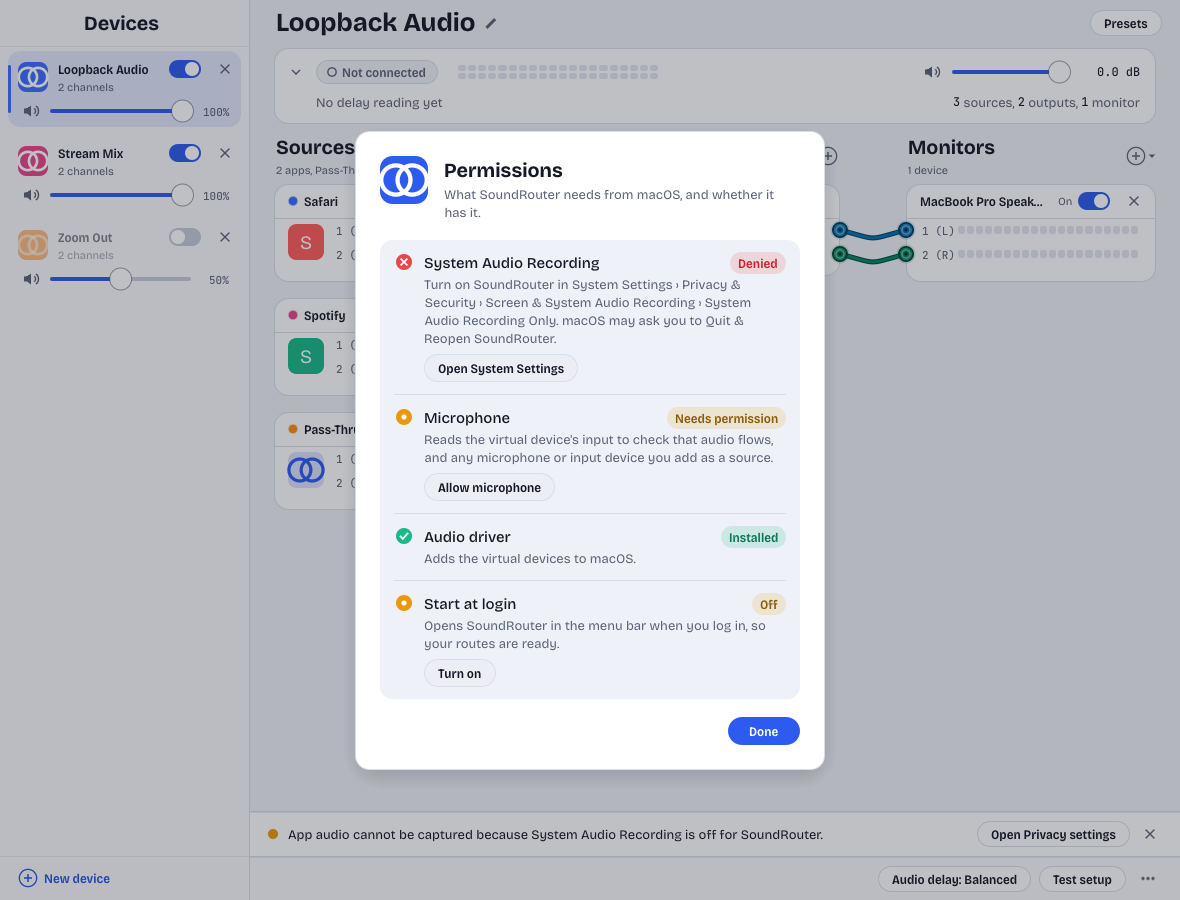 Devices
Loopback Audio
2 channels
100%
Stream Mix
2 channels
100%
Zoom Out
2 channels
50%
New device
Loopback Audio
Presets
Not connected
0.0 dB
No delay reading yet
3 sources, 2 outputs, 1 monitor
Sources
2 apps, Pass-Th
Safari
S
1 (
2 (
Spotify
S
1 (
2 (
Pass-Thru
1 (
2 (
Monitors
1 device
MacBook Pro Speak…
On
1 (L)
2 (R)
Permissions
What SoundRouter needs from macOS, and whether it
has it.
System Audio Recording
Denied
Turn on SoundRouter in System Settings › Privacy &
Security › Screen & System Audio Recording › System
Audio Recording Only. macOS may ask you to Quit &
Reopen SoundRouter.
Open System Settings
Microphone
Needs permission
Reads the virtual device's input to check that audio flows,
and any microphone or input device you add as a source.
Allow microphone
Audio driver
Installed
Adds the virtual devices to macOS.
Start at login
Off
Opens SoundRouter in the menu bar when you log in, so
your routes are ready.
Turn on
Done
App audio cannot be captured because System Audio Recording is off for SoundRouter.
Open Privacy settings
Audio delay: Balanced
Test setup